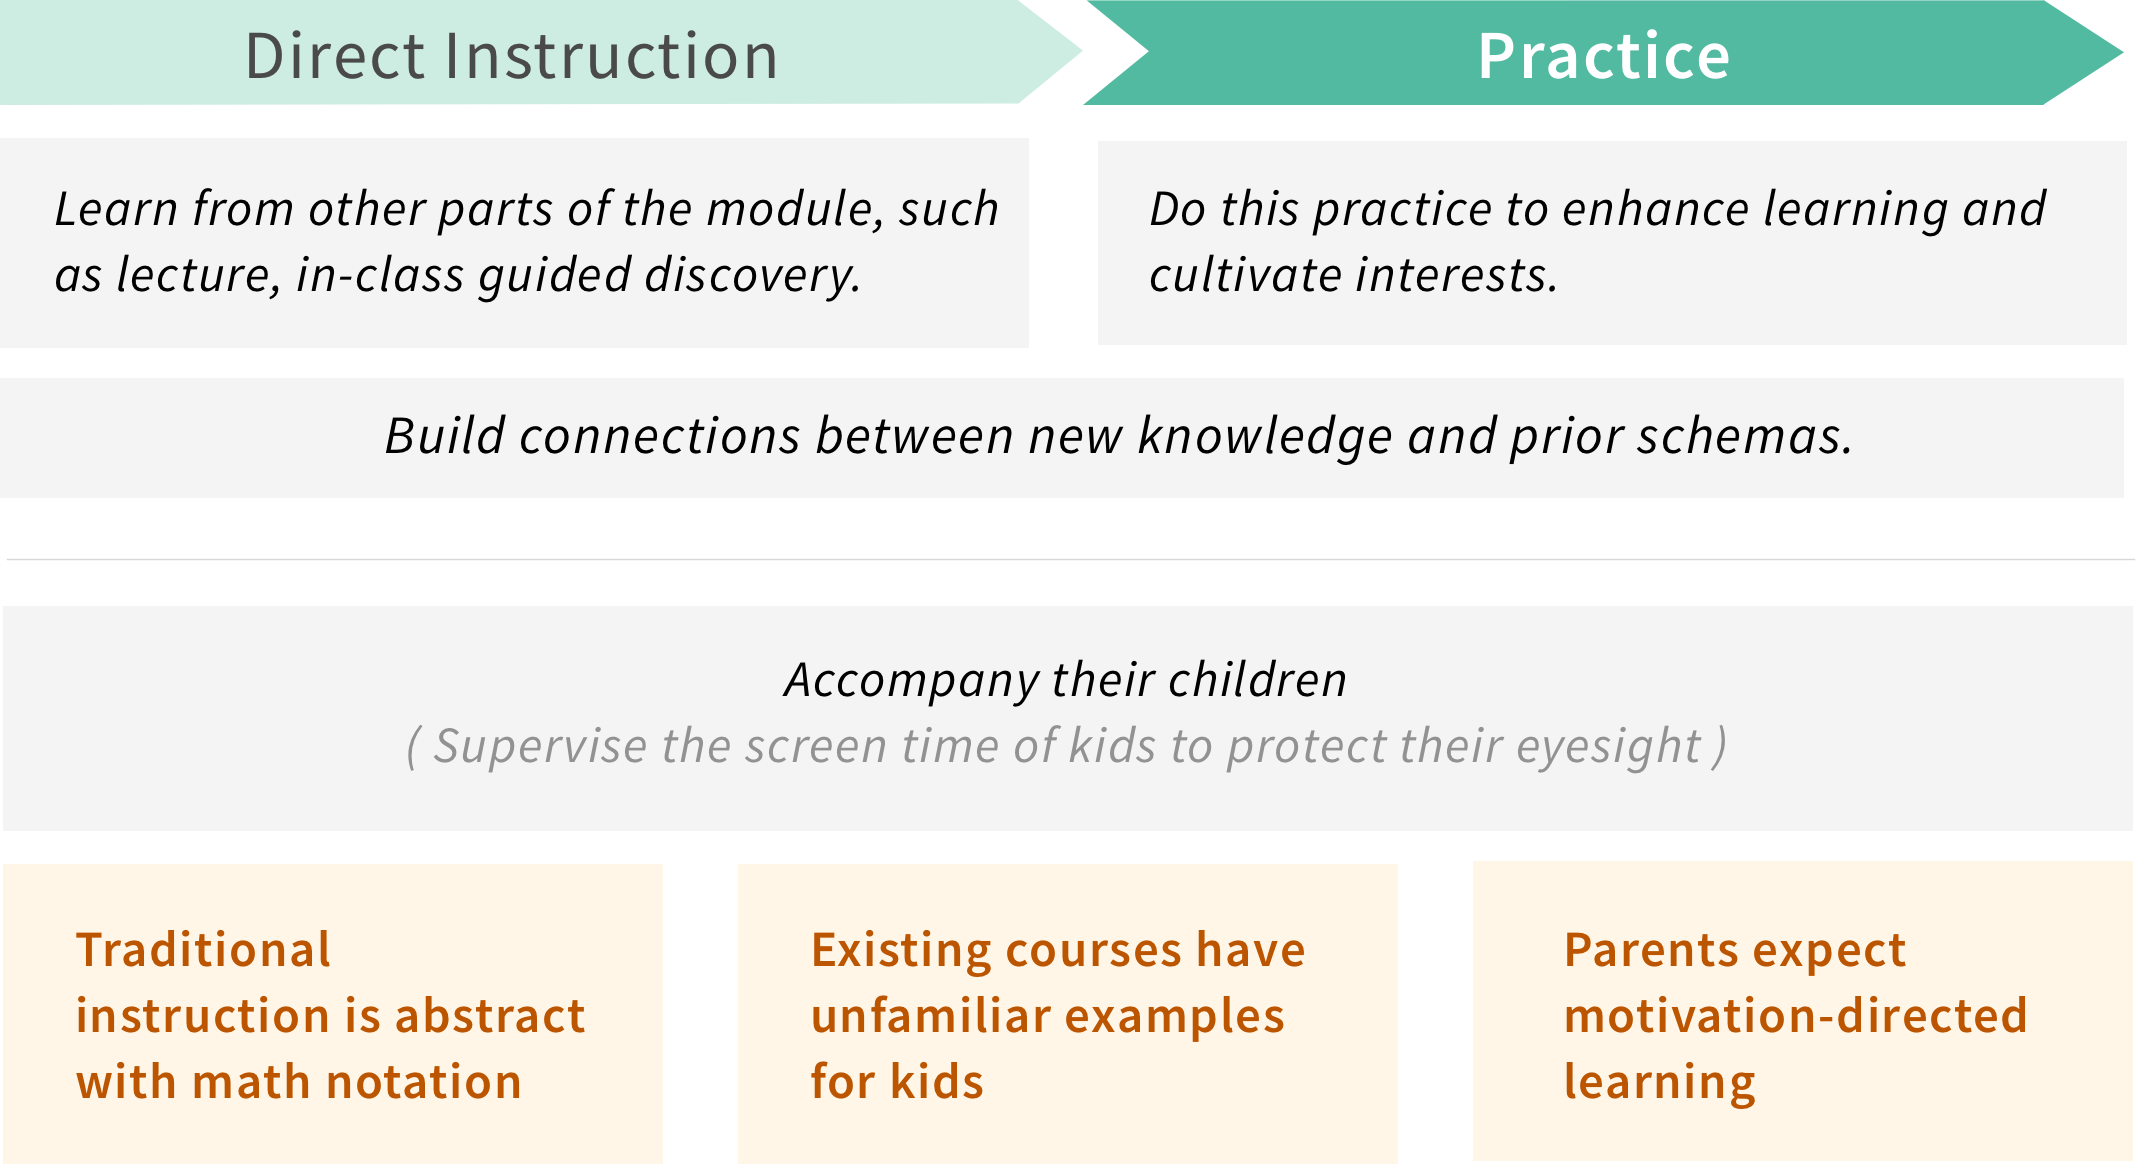 Direct Instruction
Practice
Learn from other parts of the module, such
as lecture, in-class guided discovery.
Do this practice to enhance learning and
cultivate interests.
Build connections between new knowledge and prior schemas.
Accompany their children
( Supervise the screen time of kids to protect their eyesight )
Traditional
instruction is abstract
with math notation
Existing courses have
unfamiliar examples
for kids
Parents expect
motivation-directed
learning